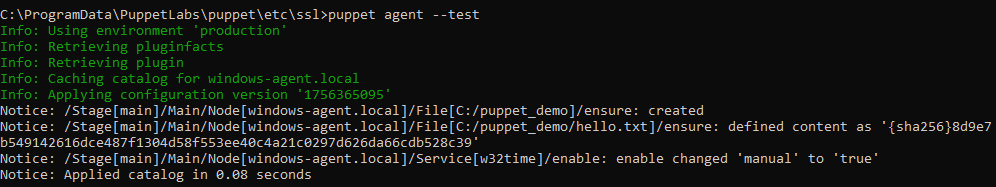 C:\ProgramData\PuppetLabs\puppet\etc\ssl>puppet agent --test
Info: Using environment 'production'
Info: Retrieving pluginfacts
Info: Retrieving plugin
Info: Caching catalog for windows-agent.local
Info: Applying configuration version '1756365095'
Notice: /Stage[main]/Main/Node[windows-agent.local]/File[C:/puppet_demo]/ensure: created
Notice: /Stage[main]/Main/Node[windows-agent.local]/File[C:/puppet_demo/hello.txt]/ensure: defined content as '{sha256}8d9e7
b549142616dce487f1304d58f553ee40c4a21c0297d626da66cdb528c39'
Notice: /Stage[main]/Main/Node[windows-agent.local]/Service[w32time]/enable: enable changed 'manual' to 'true'
Notice: Applied catalog in 0.08 seconds